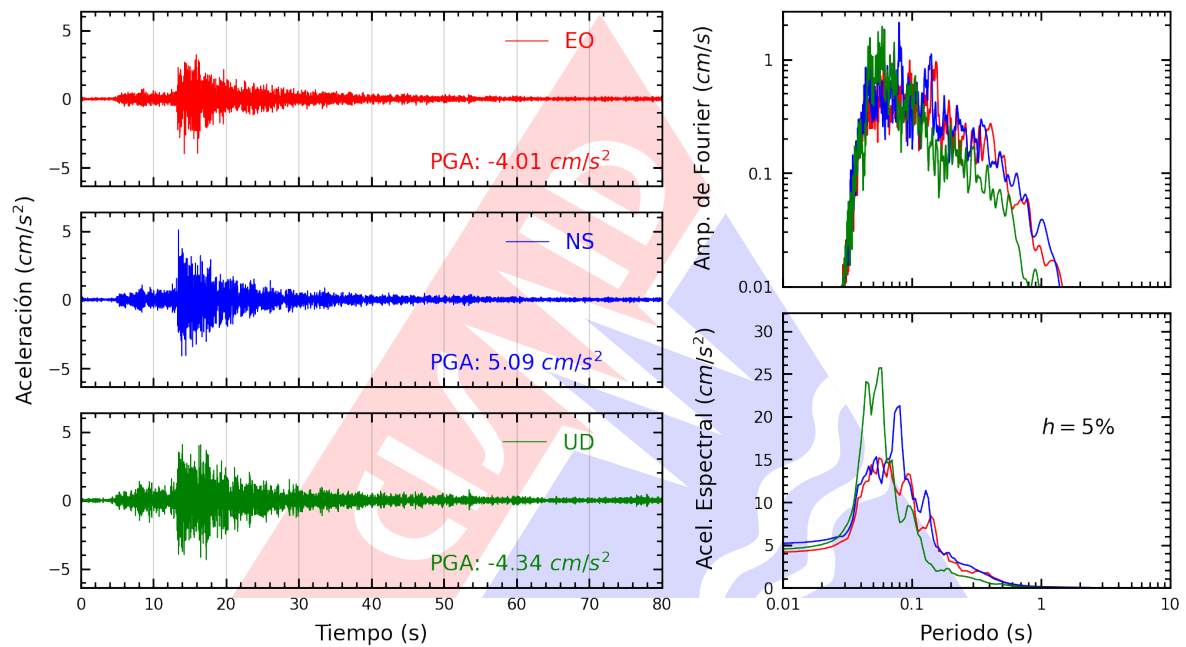 Aceleración (cm/s²)
5
0
−5
EO
PGA: -4.01 cm/s²
5
0
−5
NS
PGA: 5.09 cm/s²
5
0
−5
UD
PGA: -4.34 cm/s²
0 10 20 30 40 50 60 70 80
Tiempo (s)
CISMID
Amp. de Fourier (cm/s)
1
0.1
0.01
Acel. Espectral (cm/s²)
30
25
20
15
10
5
0
h = 5%
0.01 0.1 1 10
Periodo (s)